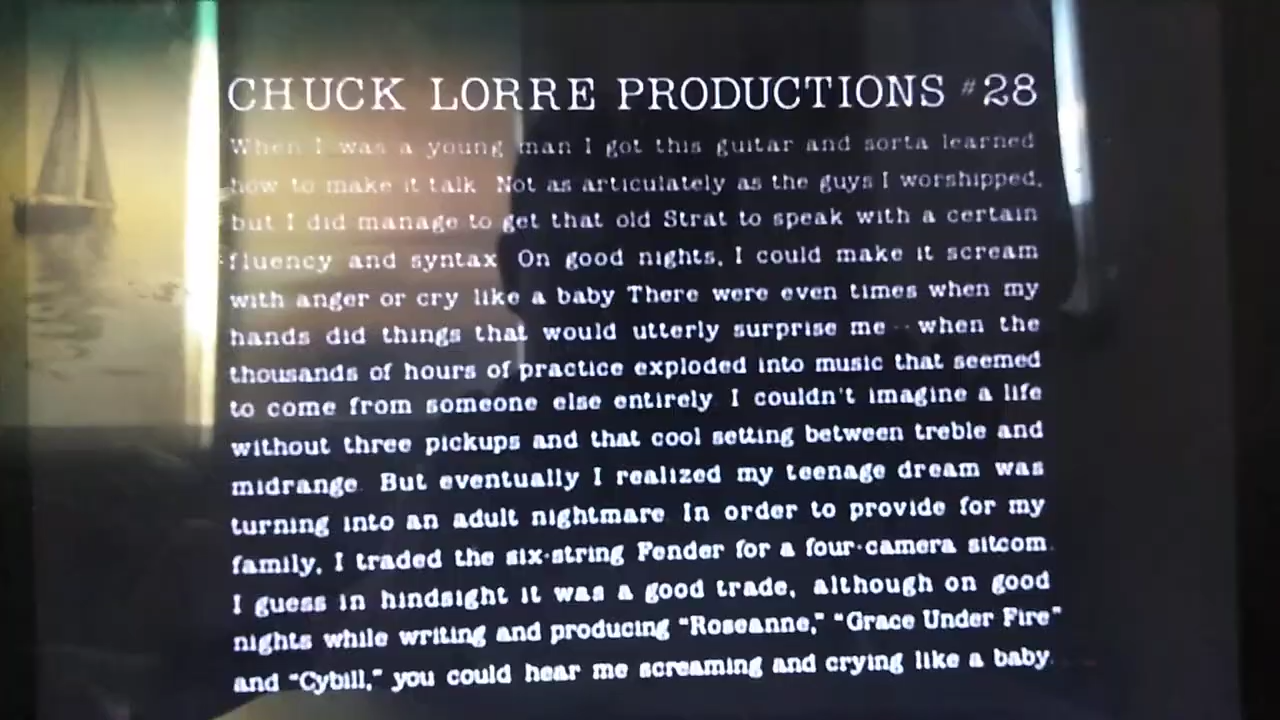 CHUCK LORRE PRODUCTIONS #28
When I was a young man I got this guitar and sorta learned
how to make it talk. Not as articulately as the guys I worshipped,
but I did manage to get that old Strat to speak with a certain
fluency and syntax. On good nights, I could make it scream
with anger or cry like a baby. There were even times when my
hands did things that would utterly surprise me -- when the
thousands of hours of practice exploded into music that seemed
to come from someone else entirely. I couldn't imagine a life
without three pickups and that cool setting between treble and
midrange. But eventually I realized my teenage dream was
turning into an adult nightmare. In order to provide for my
family, I traded the six-string Fender for a four-camera sitcom.
I guess in hindsight it was a good trade, although on good
nights while writing and producing "Roseanne," "Grace Under Fire"
and "Cybill," you could hear me screaming and crying like a baby.